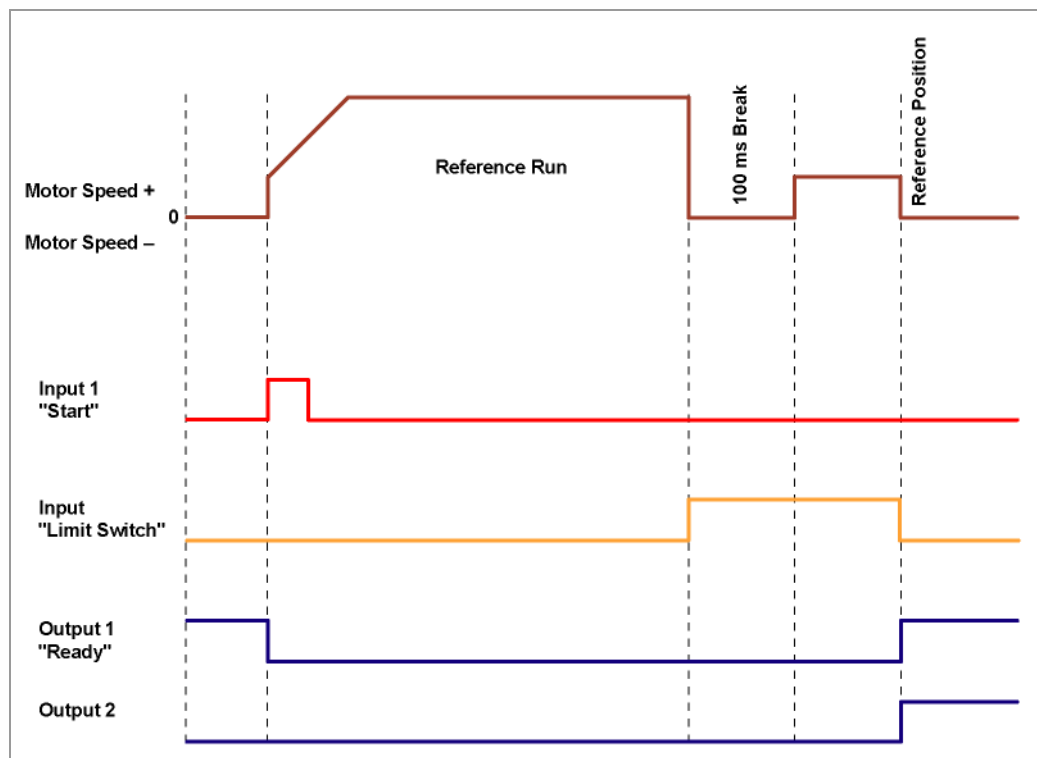 100 ms Break
Reference Position
Reference Run
Motor Speed +
0
Motor Speed –
Input 1
"Start"
Input
"Limit Switch"
Output 1
"Ready"
Output 2